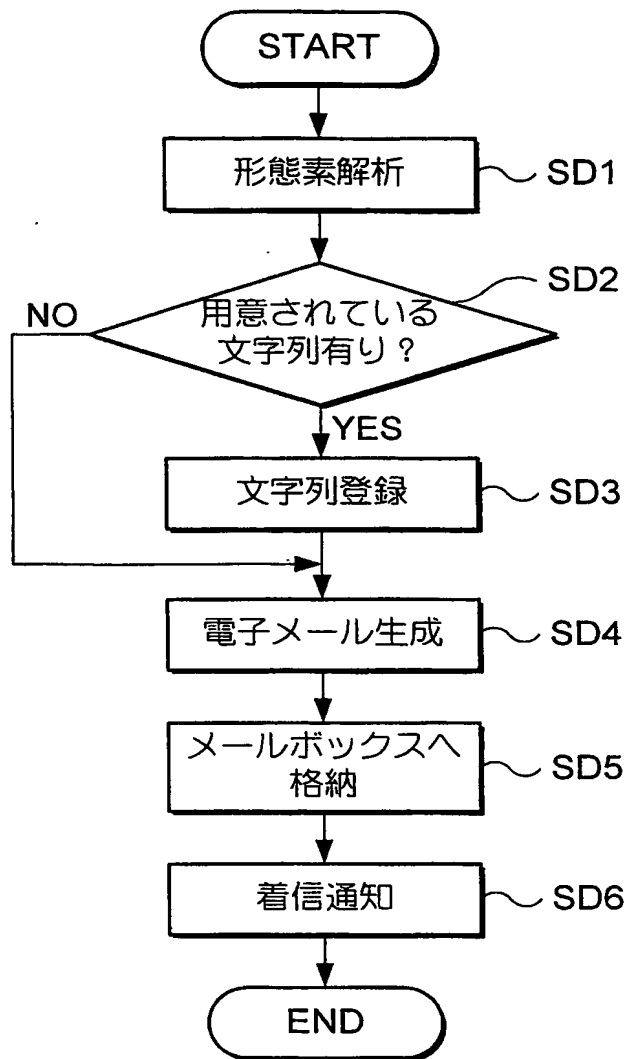 START
形態素解析
SD1
用意されている
文字列有り？
SD2
NO
YES
文字列登録
SD3
電子メール生成
SD4
メールボックスへ
格納
SD5
着信通知
SD6
END